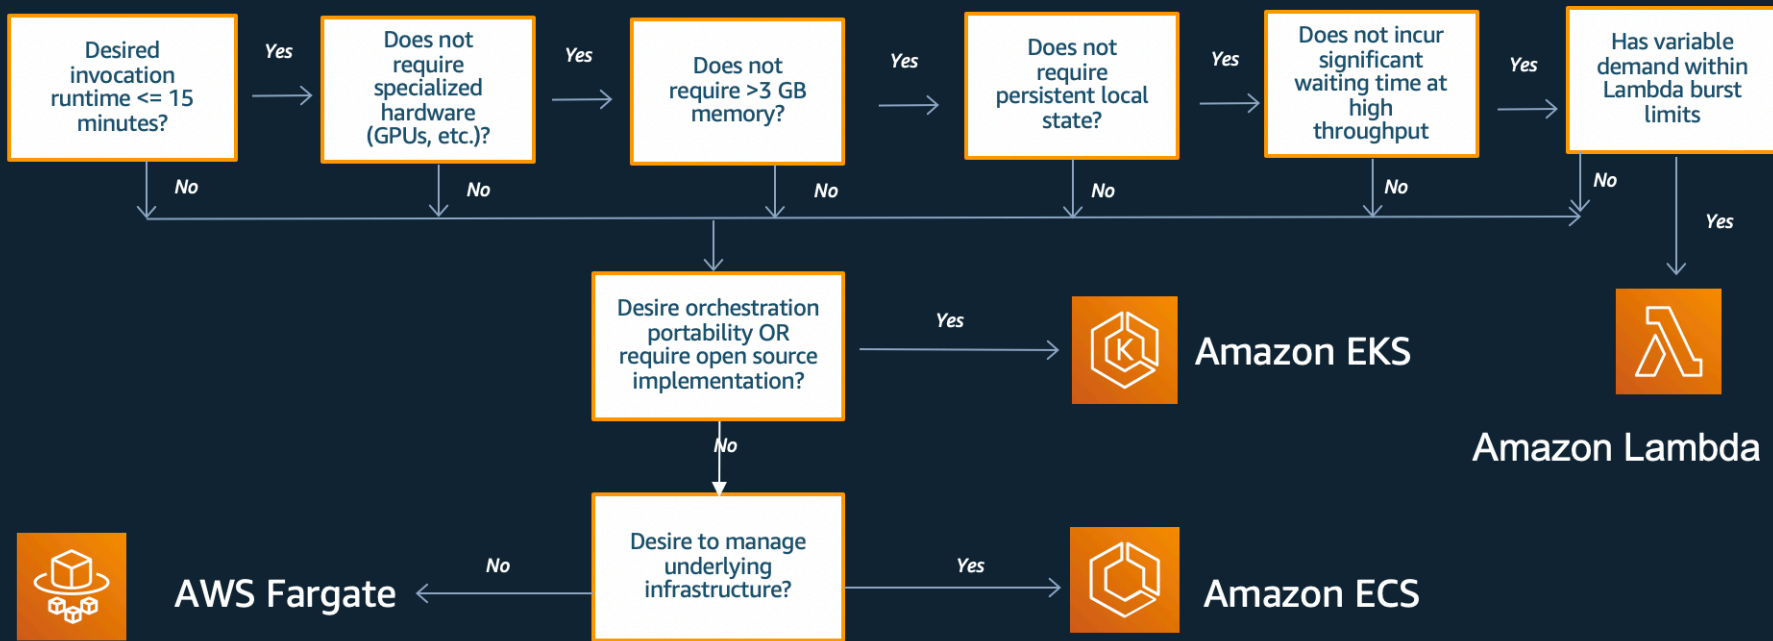 Desired
invocation
runtime <= 15
minutes?
Yes
Does not
require
specialized
hardware
(GPUs, etc.)?
Yes
Does not
require >3 GB
memory?
Yes
Does not
require
persistent local
state?
Yes
Does not incur
significant
waiting time at
high
throughput
Yes
Has variable
demand within
Lambda burst
limits
No
No
No
No
No
No
Yes
Desire orchestration
portability OR
require open source
implementation?
Yes
K
Amazon EKS
Amazon Lambda
No
Desire to manage
underlying
infrastructure?
No
AWS Fargate
Yes
Amazon ECS